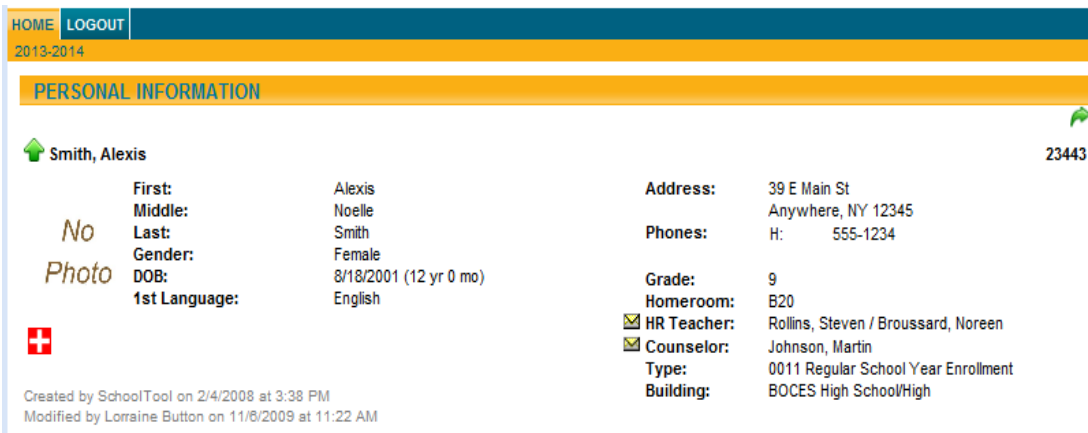 HOME LOGOUT
2013-2014
PERSONAL INFORMATION
Smith, Alexis 23443
No
Photo
First: Alexis
Middle: Noelle
Last: Smith
Gender: Female
DOB: 8/18/2001 (12 yr 0 mo)
1st Language: English
Address: 39 E Main St
Anywhere, NY 12345
Phones: H: 555-1234
Grade: 9
Homeroom: B20
HR Teacher: Rollins, Steven / Broussard, Noreen
Counselor: Johnson, Martin
Type: 0011 Regular School Year Enrollment
Building: BOCES High School/High
Created by SchoolTool on 2/4/2008 at 3:38 PM
Modified by Lorraine Button on 11/6/2009 at 11:22 AM